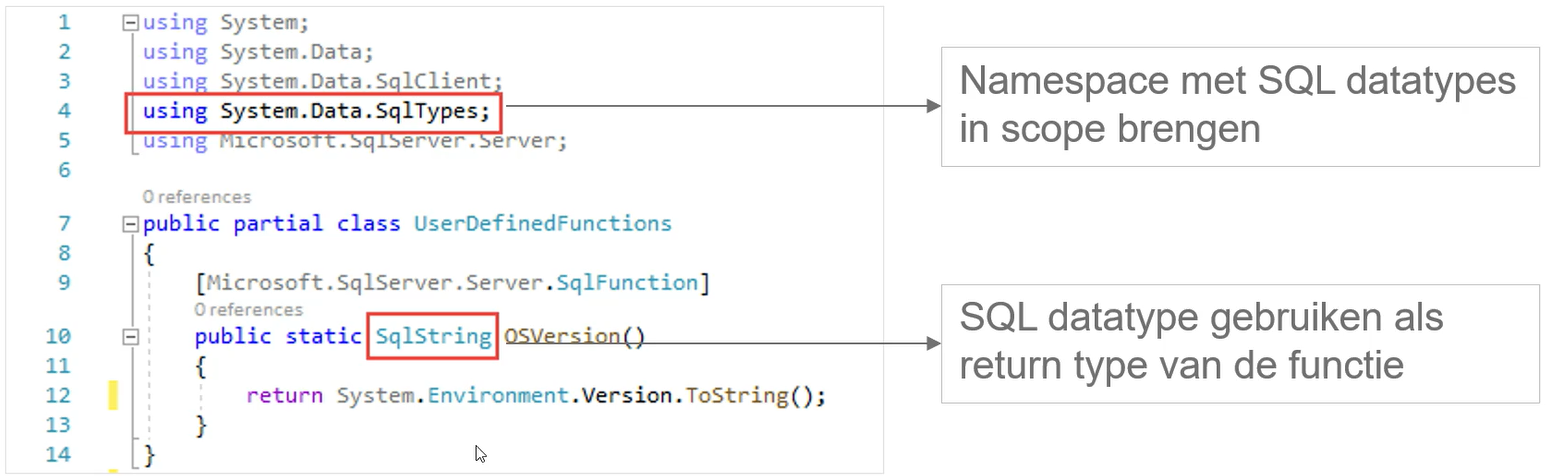 1 using System;
2 using System.Data;
3 using System.Data.SqlClient;
4 using System.Data.SqlTypes;
5 using Microsoft.SqlServer.Server;
6
0 references
7 public partial class UserDefinedFunctions
8 {
9 [Microsoft.SqlServer.Server.SqlFunction]
0 references
10 public static SqlString OSVersion()
11 {
12 return System.Environment.Version.ToString();
13 }
14 }
Namespace met SQL datatypes
in scope brengen
SQL datatype gebruiken als
return type van de functie